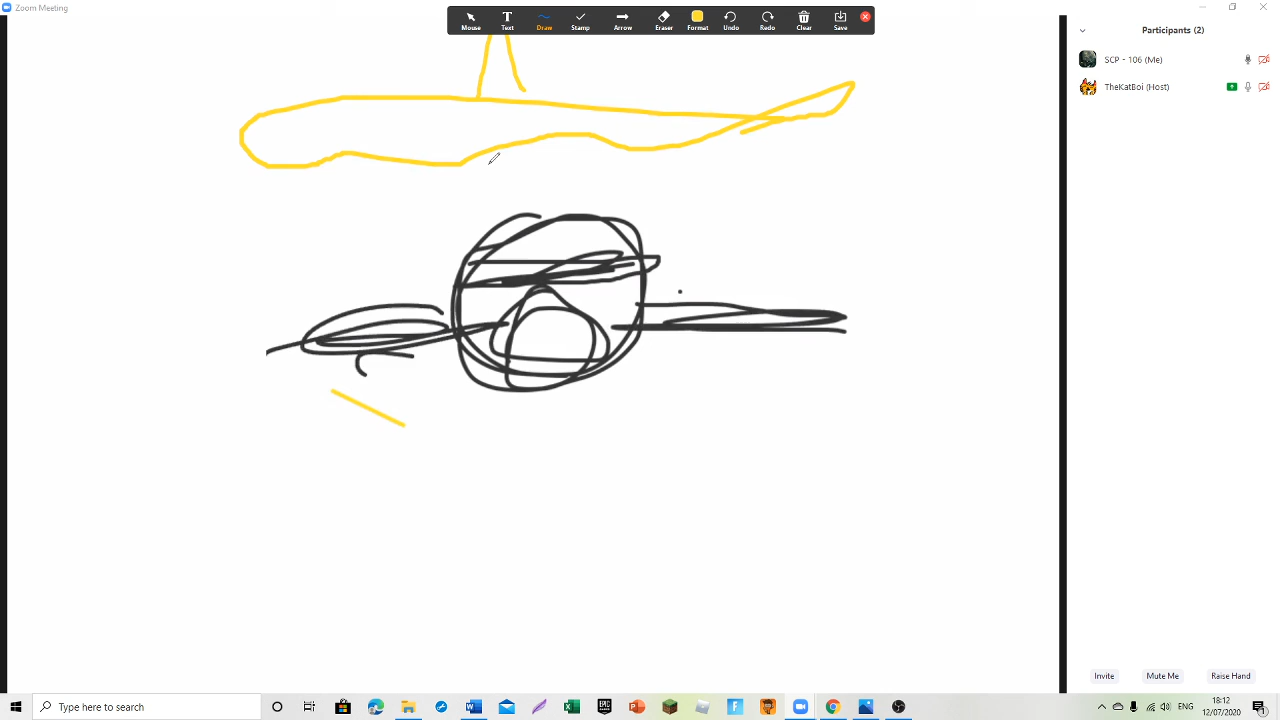 Zoom Meeting
Mouse Text Draw Stamp Arrow Eraser Format Undo Redo Clear Save
Participants (2)
SCP - 106 (Me)
TheKatBoi (Host)
Invite Mute Me Raise Hand
Type here to search
ENG
18:12
12/07/2021